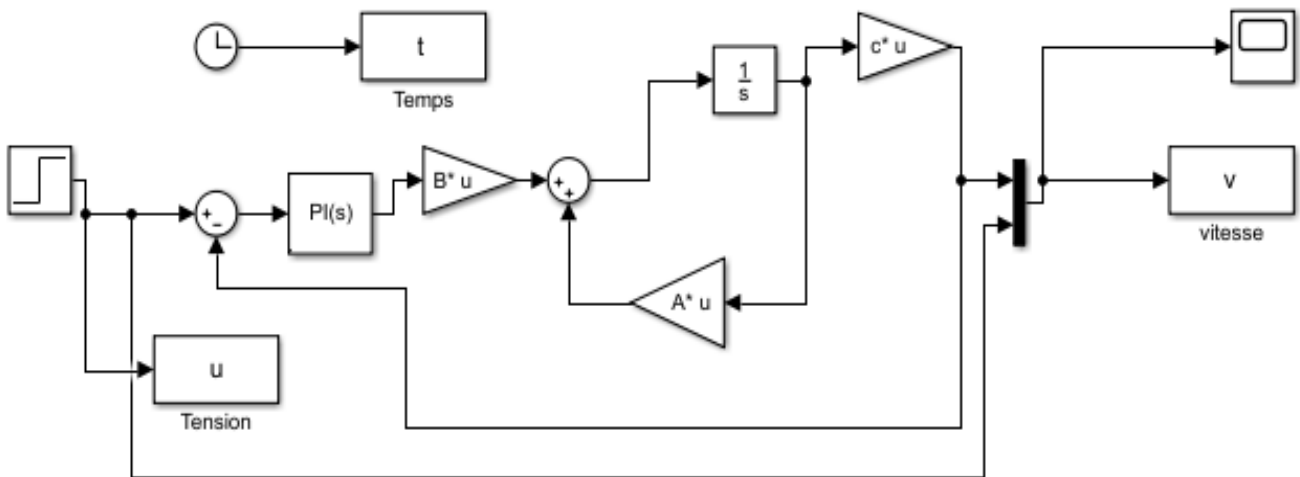 t
Temps
1
s
c* u
PI(s)
B* u
+
−
+
+
A* u
u
Tension
v
vitesse